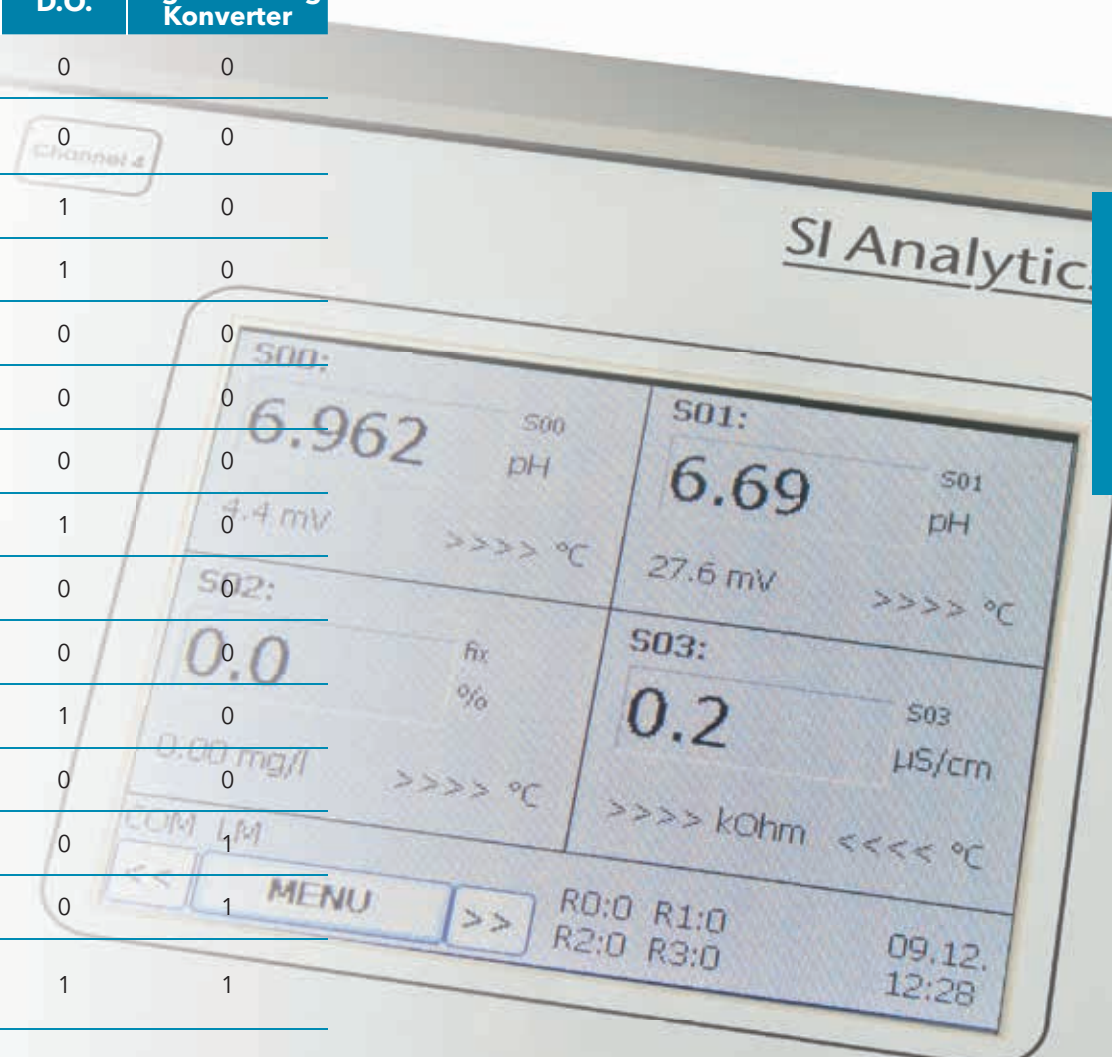 D.O.
Konverter
0 0
0 0
1 0
1 0
0 0
0 0
0 0
1 0
0 0
0 0
1 0
0 0
0 1
0 1
1 1
Channel 4
SI Analytic
S00:
6.962 S00
pH
4.4 mV >>>> °C
S01:
6.69 S01
pH
27.6 mV >>>> °C
S02:
0.0 fix
%
0.00 mg/l >>>> °C
S03:
0.2 S03
µS/cm
>>>> kOhm <<<< °C
COM LM
<< MENU >>
R0:0 R1:0
R2:0 R3:0
09.12.
12:28